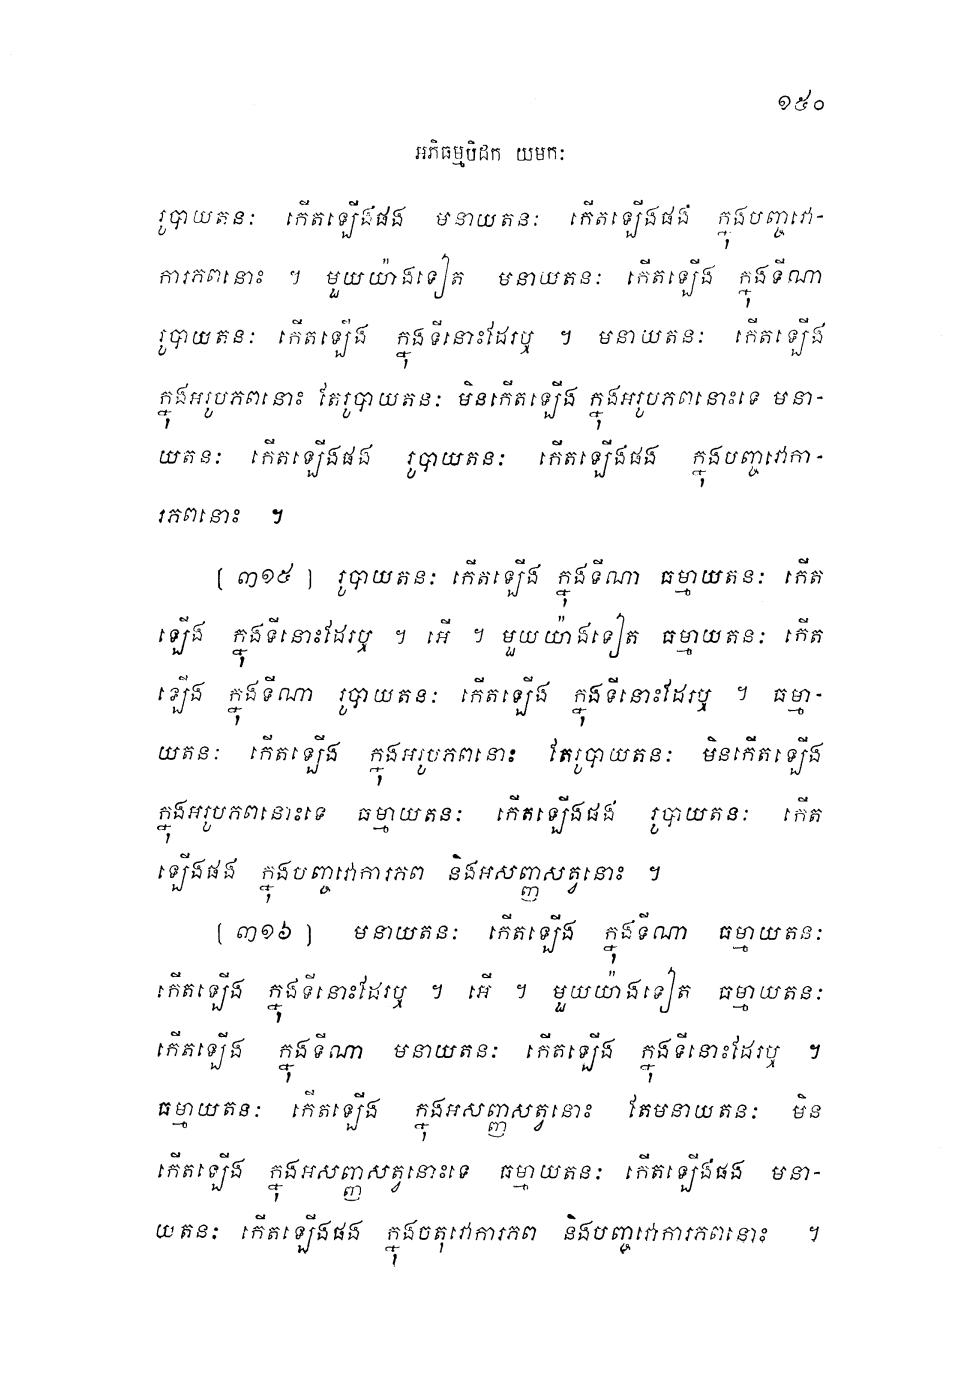 ១៥០
អភិធម្មបិដក យមកៈ
រូបាយតនៈ កើតឡើងផង មនាយតនៈ កើតឡើងផង ក្នុងបញ្ចវោ-
ការភពនោះ ។ មួយយ៉ាងទៀត មនាយតនៈ កើតឡើង ក្នុងទីណា
រូបាយតនៈ កើតឡើង ក្នុងទីនោះដែរឬ ។ មនាយតនៈ កើតឡើង
ក្នុងអរូបភពនោះ តែរូបាយតនៈ មិនកើតឡើង ក្នុងអរូបភពនោះទេ មនា-
យតនៈ កើតឡើងផង រូបាយតនៈ កើតឡើងផង ក្នុងបញ្ចវោកា-
រភពនោះ ។
[ ៣១៥ ] រូបាយតនៈ កើតឡើង ក្នុងទីណា ធម្មាយតនៈ កើត
ឡើង ក្នុងទីនោះដែរឬ ។ អើ ។ មួយយ៉ាងទៀត ធម្មាយតនៈ កើត
ឡើង ក្នុងទីណា រូបាយតនៈ កើតឡើង ក្នុងទីនោះដែរឬ ។ ធម្មា-
យតនៈ កើតឡើង ក្នុងអរូបភពនោះ តែរូបាយតនៈ មិនកើតឡើង
ក្នុងអរូបភពនោះទេ ធម្មាយតនៈ កើតឡើងផង រូបាយតនៈ កើត
ឡើងផង ក្នុងបញ្ចវោការភព និងអសញ្ញសត្វនោះ ។
[ ៣១៦ ] មនាយតនៈ កើតឡើង ក្នុងទីណា ធម្មាយតនៈ
កើតឡើង ក្នុងទីនោះដែរឬ ។ អើ ។ មួយយ៉ាងទៀត ធម្មាយតនៈ
កើតឡើង ក្នុងទីណា មនាយតនៈ កើតឡើង ក្នុងទីនោះដែរឬ ។
ធម្មាយតនៈ កើតឡើង ក្នុងអសញ្ញសត្វនោះ តែមនាយតនៈ មិន
កើតឡើង ក្នុងអសញ្ញសត្វនោះទេ ធម្មាយតនៈ កើតឡើងផង មនា-
យតនៈ កើតឡើងផង ក្នុងចតុវោការភព និងបញ្ចវោការភពនោះ ។